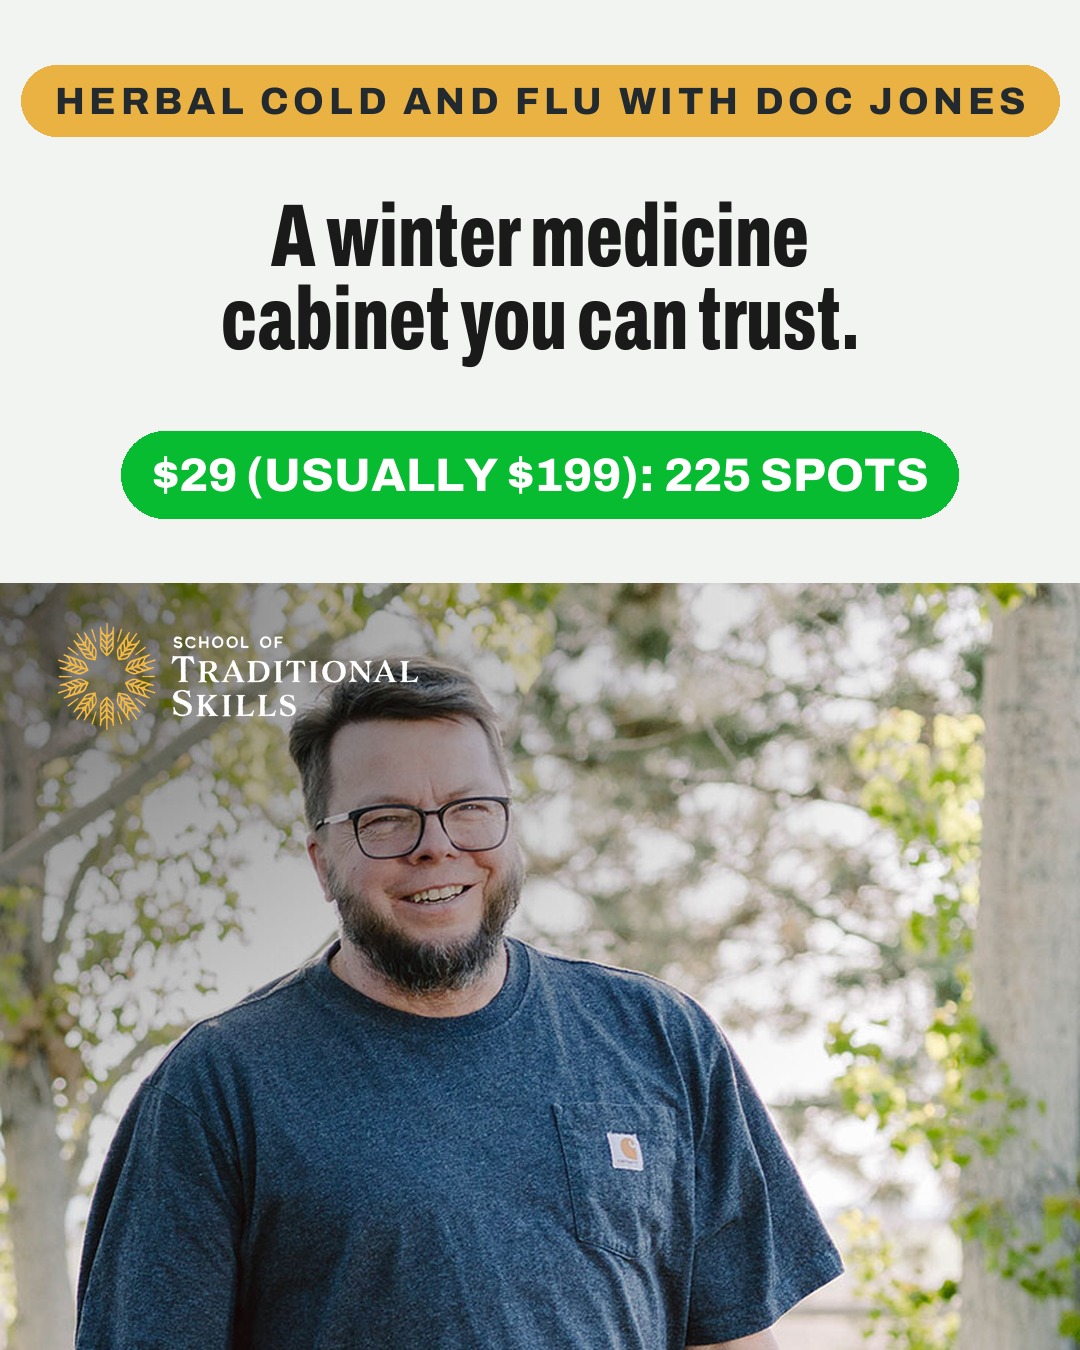 HERBAL COLD AND FLU WITH DOC JONES
A winter medicine
cabinet you can trust.
$29 (USUALLY $199): 225 SPOTS
SCHOOL OF
TRADITIONAL
SKILLS